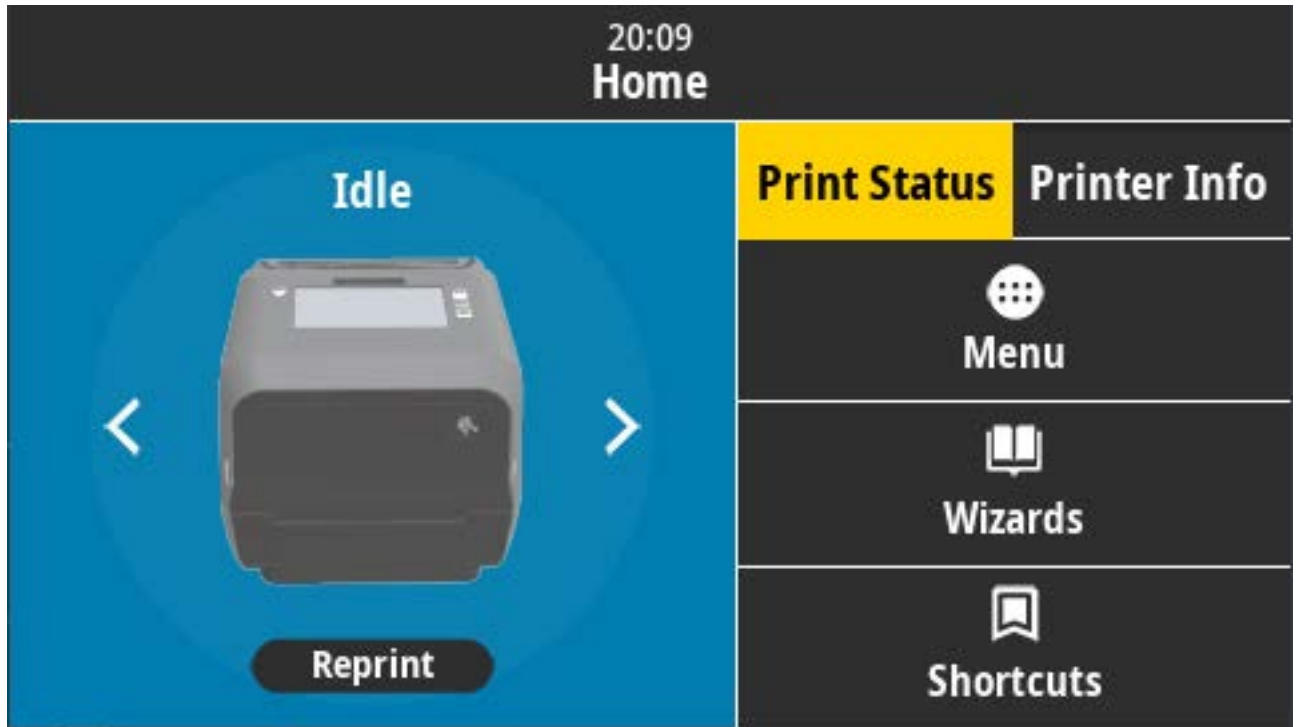 20:09
Home
Idle
Print Status
Printer Info
Menu
Wizards
Reprint
Shortcuts